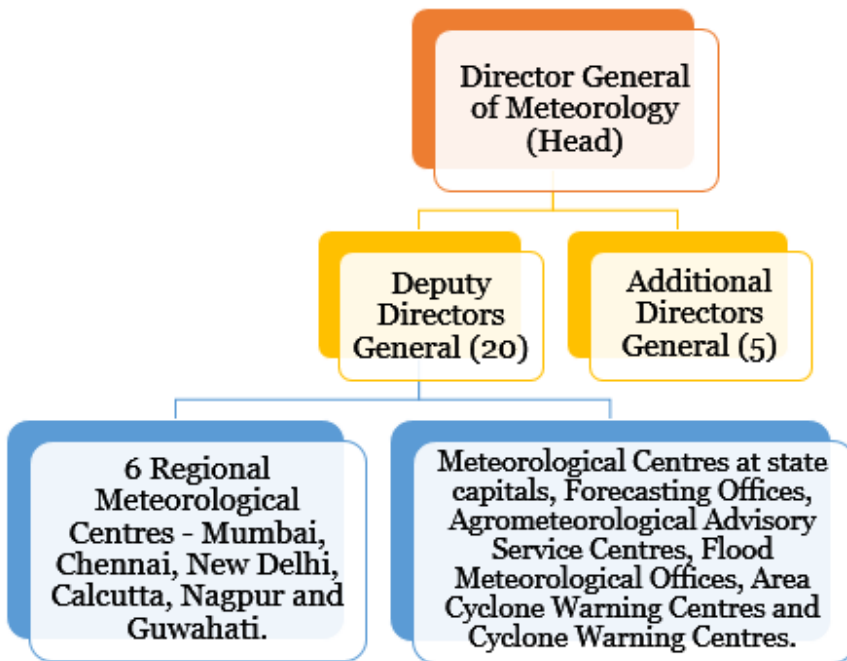 Director General
of Meteorology
(Head)
Deputy
Directors
General (20)
Additional
Directors
General (5)
6 Regional
Meteorological
Centres - Mumbai,
Chennai, New Delhi,
Calcutta, Nagpur and
Guwahati.
Meteorological Centres at state
capitals, Forecasting Offices,
Agrometeorological Advisory
Service Centres, Flood
Meteorological Offices, Area
Cyclone Warning Centres and
Cyclone Warning Centres.